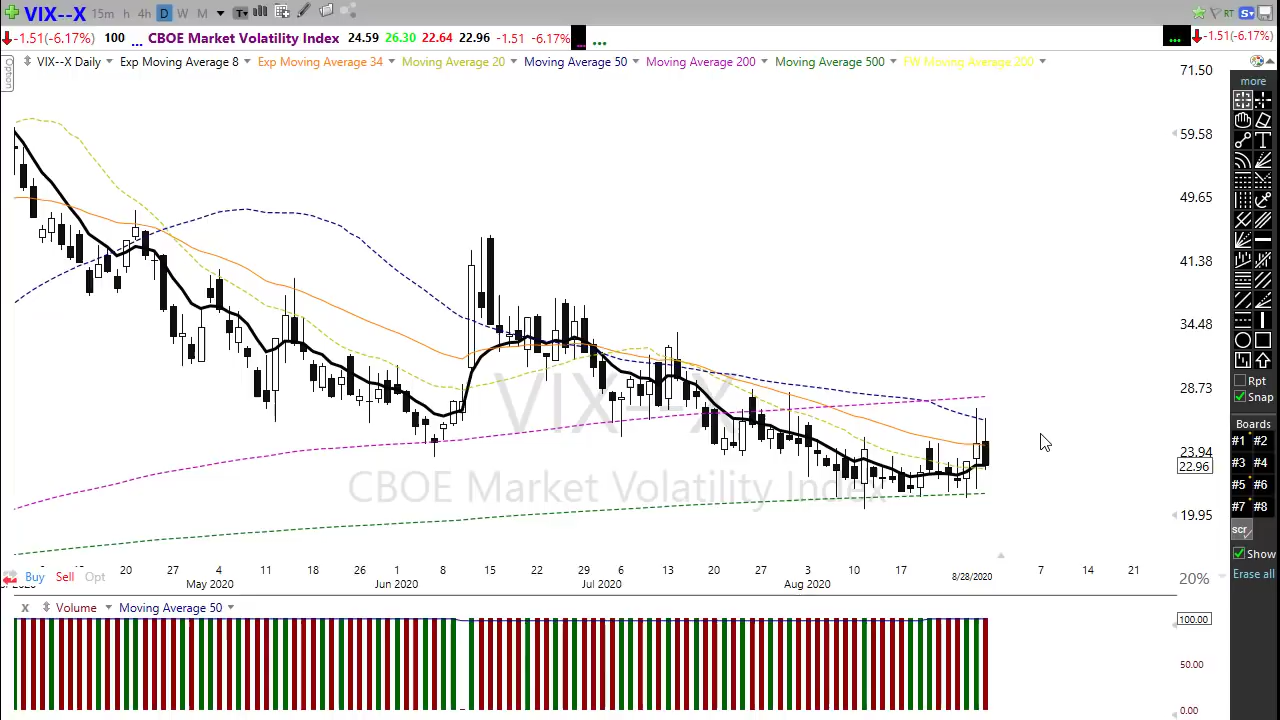 VIX--X 15m h 4h D W M T RT S
-1.51(-6.17%) 100 ... CBOE Market Volatility Index 24.59 26.30 22.64 22.96 -1.51 -6.17% ... ... -1.51(-6.17%)
Option
VIX--X Daily Exp Moving Average 8 Exp Moving Average 34 Moving Average 20 Moving Average 50 Moving Average 200 Moving Average 500 FW Moving Average 200
71.50
59.58
49.65
41.38
34.48
28.73
23.94
22.96
19.95
VIX--X
CBOE Market Volatility Index
more
T
Rpt
Snap
Boards
#1 #2
#3 #4
#5 #6
#7 #8
scr
Show
Erase all
20 27 4 11 18 26 Jun 2020 8 15 22 29 6 13 20 27 3 10 17 8/28/2020 7 14 21
May 2020 Jun 2020 Jul 2020 Aug 2020
Buy Sell Opt
20%
x Volume Moving Average 50
100.00
50.00
0.00